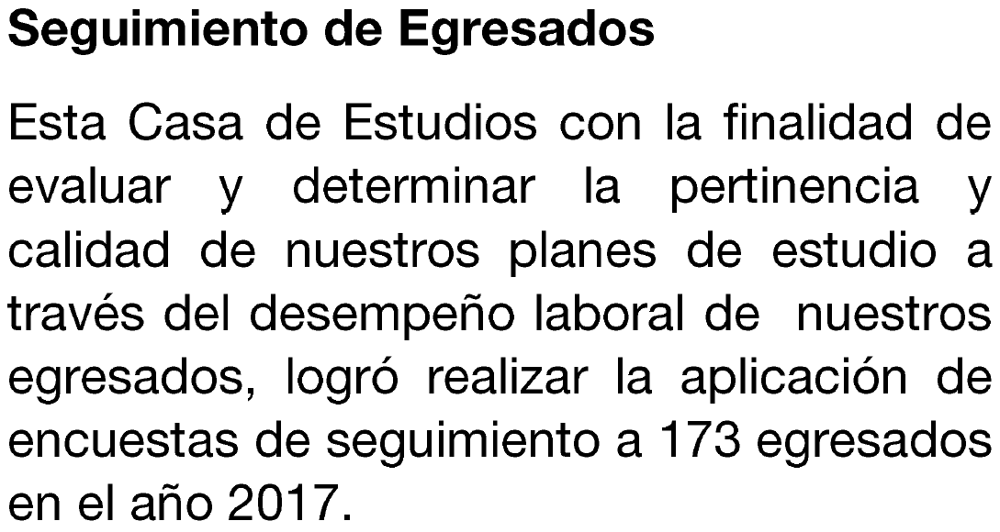 Seguimiento de Egresados
Esta Casa de Estudios con la finalidad de
evaluar y determinar la pertinencia y
calidad de nuestros planes de estudio a
través del desempeño laboral de nuestros
egresados, logró realizar la aplicación de
encuestas de seguimiento a 173 egresados
en el año 2017.